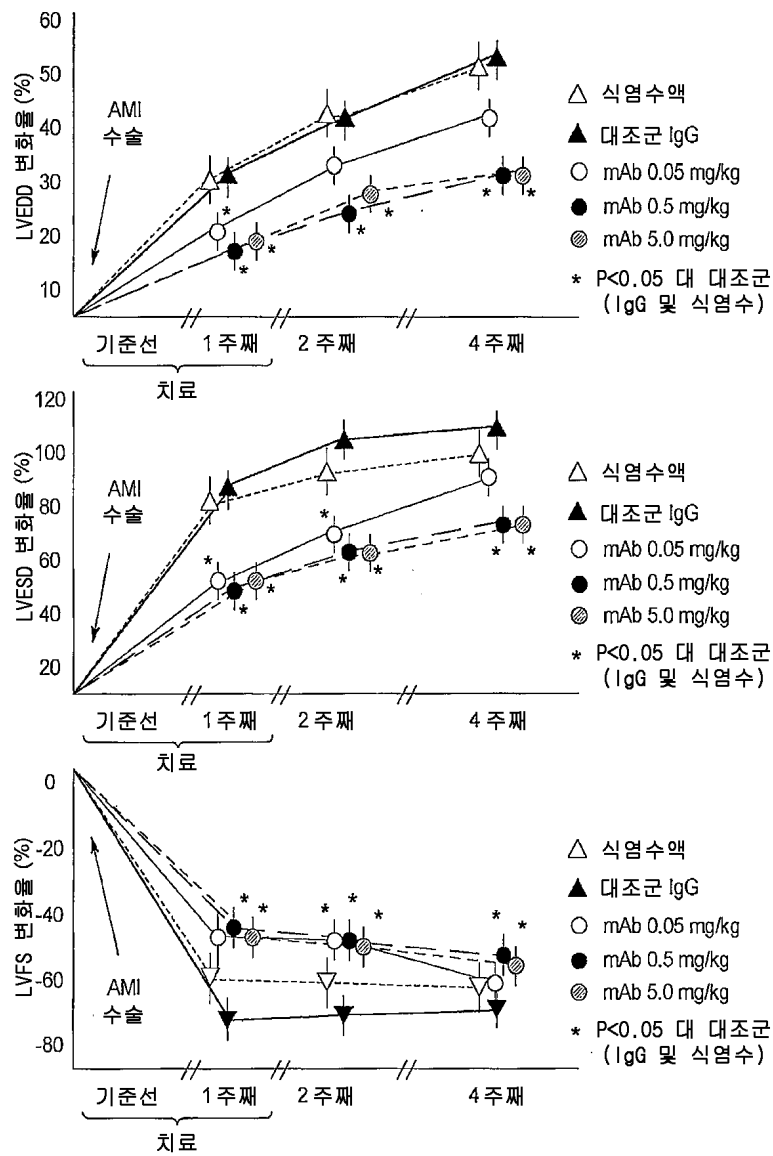 60
50
40
30
20
10
LVEDD 변화율 (%)
AMI
수술
* * * * * * *
기준선 1 주째 2 주째 4 주째
치료
식염수액
대조군 IgG
mAb 0.05 mg/kg
mAb 0.5 mg/kg
mAb 5.0 mg/kg
* P<0.05 대 대조군
(IgG 및 식염수)
120
100
80
60
40
20
LVESD 변화율 (%)
AMI
수술
* * * * * * * *
기준선 1 주째 2 주째 4 주째
치료
식염수액
대조군 IgG
mAb 0.05 mg/kg
mAb 0.5 mg/kg
mAb 5.0 mg/kg
* P<0.05 대 대조군
(IgG 및 식염수)
0
-20
-40
-60
-80
LVFS 변화율 (%)
AMI
수술
* * * * * * *
기준선 1 주째 2 주째 4 주째
치료
식염수액
대조군 IgG
mAb 0.05 mg/kg
mAb 0.5 mg/kg
mAb 5.0 mg/kg
* P<0.05 대 대조군
(IgG 및 식염수)